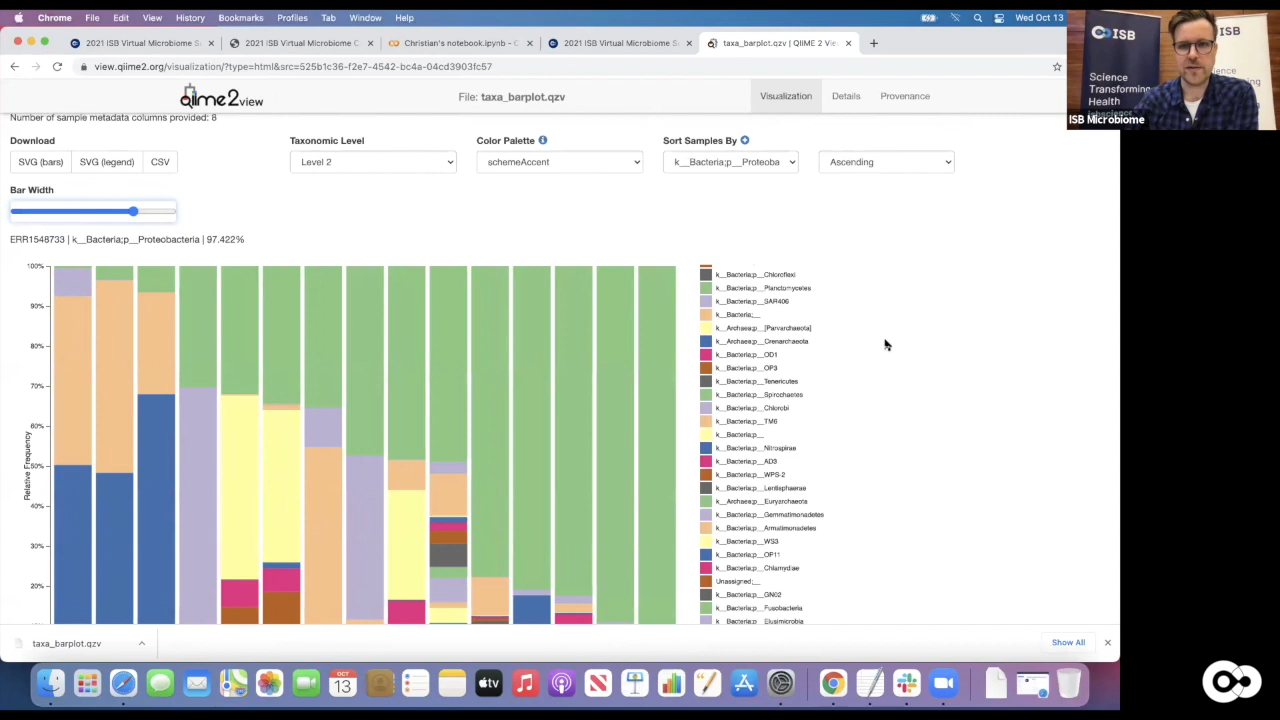 Chrome File Edit View History Bookmarks Profiles Tab Window Help Wed Oct 13
2021 ISB Virtual Microbiome S
2021 ISB Virtual Microbiome C
Christian's notebook.ipynb - C
2021 ISB Virtual Microbiome S
taxa_barplot.qzv | QIIME 2 Vie
view.qiime2.org/visualization/?type=html&src=525b1c36-f2e7-4542-bc4a-04cd3903fc57
ISB
ISB
Science
Transforming
Health
ISB Microbiome
qiime2view
File: taxa_barplot.qzv
Visualization Details Provenance
Number of sample metadata columns provided: 8
Download
SVG (bars) SVG (legend) CSV
Taxonomic Level
Level 2
Color Palette
schemeAccent
Sort Samples By
k__Bacteria;p__Proteoba
Ascending
Bar Width
ERR1548733 | k__Bacteria;p__Proteobacteria | 97.422%
100%
90%
80%
70%
60%
50%
40%
30%
20%
Relative Frequency
k__Bacteria;p__Chloroflexi
k__Bacteria;p__Planctomycetes
k__Bacteria;p__SAR406
k__Bacteria;__
k__Archaea;p__[Parvarchaeota]
k__Archaea;p__Crenarchaeota
k__Bacteria;p__OD1
k__Bacteria;p__OP3
k__Bacteria;p__Tenericutes
k__Bacteria;p__Spirochaetes
k__Bacteria;p__Chlorobi
k__Bacteria;p__TM6
k__Bacteria;p__
k__Bacteria;p__Nitrospirae
k__Bacteria;p__AD3
k__Bacteria;p__WPS-2
k__Bacteria;p__Lentisphaerae
k__Archaea;p__Euryarchaeota
k__Bacteria;p__Gemmatimonadetes
k__Bacteria;p__Armatimonadetes
k__Bacteria;p__WS3
k__Bacteria;p__OP11
k__Bacteria;p__Chlamydiae
Unassigned;__
k__Bacteria;p__GN02
k__Bacteria;p__Fusobacteria
k__Bacteria;p__Elusimicrobia
taxa_barplot.qzv
Show All
OCT
13
tv